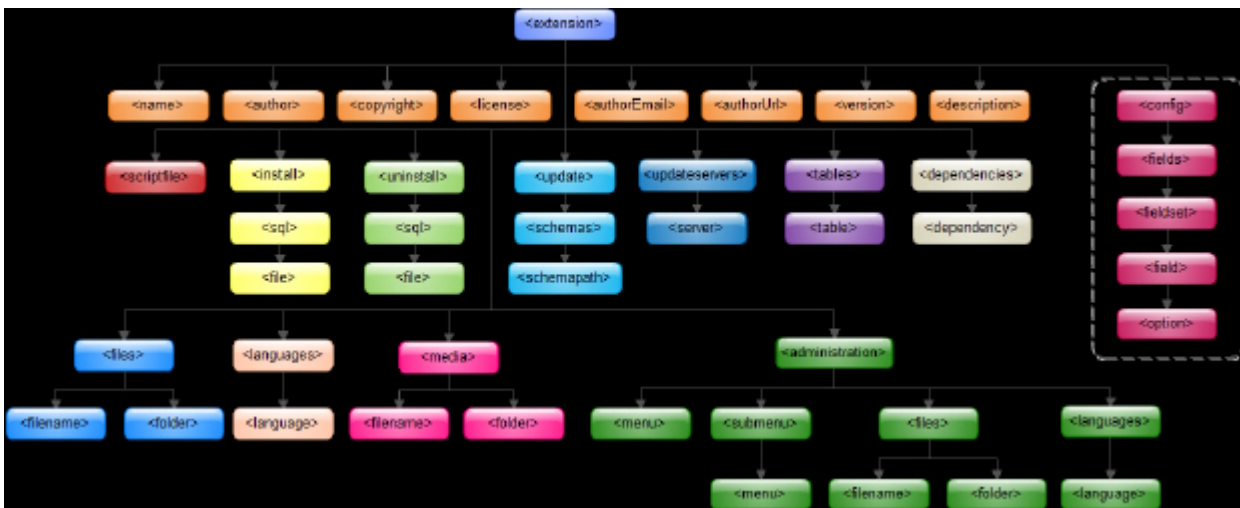 <extension>
<name> <author> <copyright> <license> <authorEmail> <authorUrl> <version> <description> <config>
<scriptfile> <install> <uninstall> <update> <updateservers> <tables> <dependencies> <fields>
<sql> <sql> <schemas> <server> <table> <dependency> <fieldset>
<file> <file> <schemapath> <field>
<option>
<files> <languages> <media> <administration>
<filename> <folder> <language> <filename> <folder> <menu> <submenu> <files> <languages>
<menu> <filename> <folder> <language>